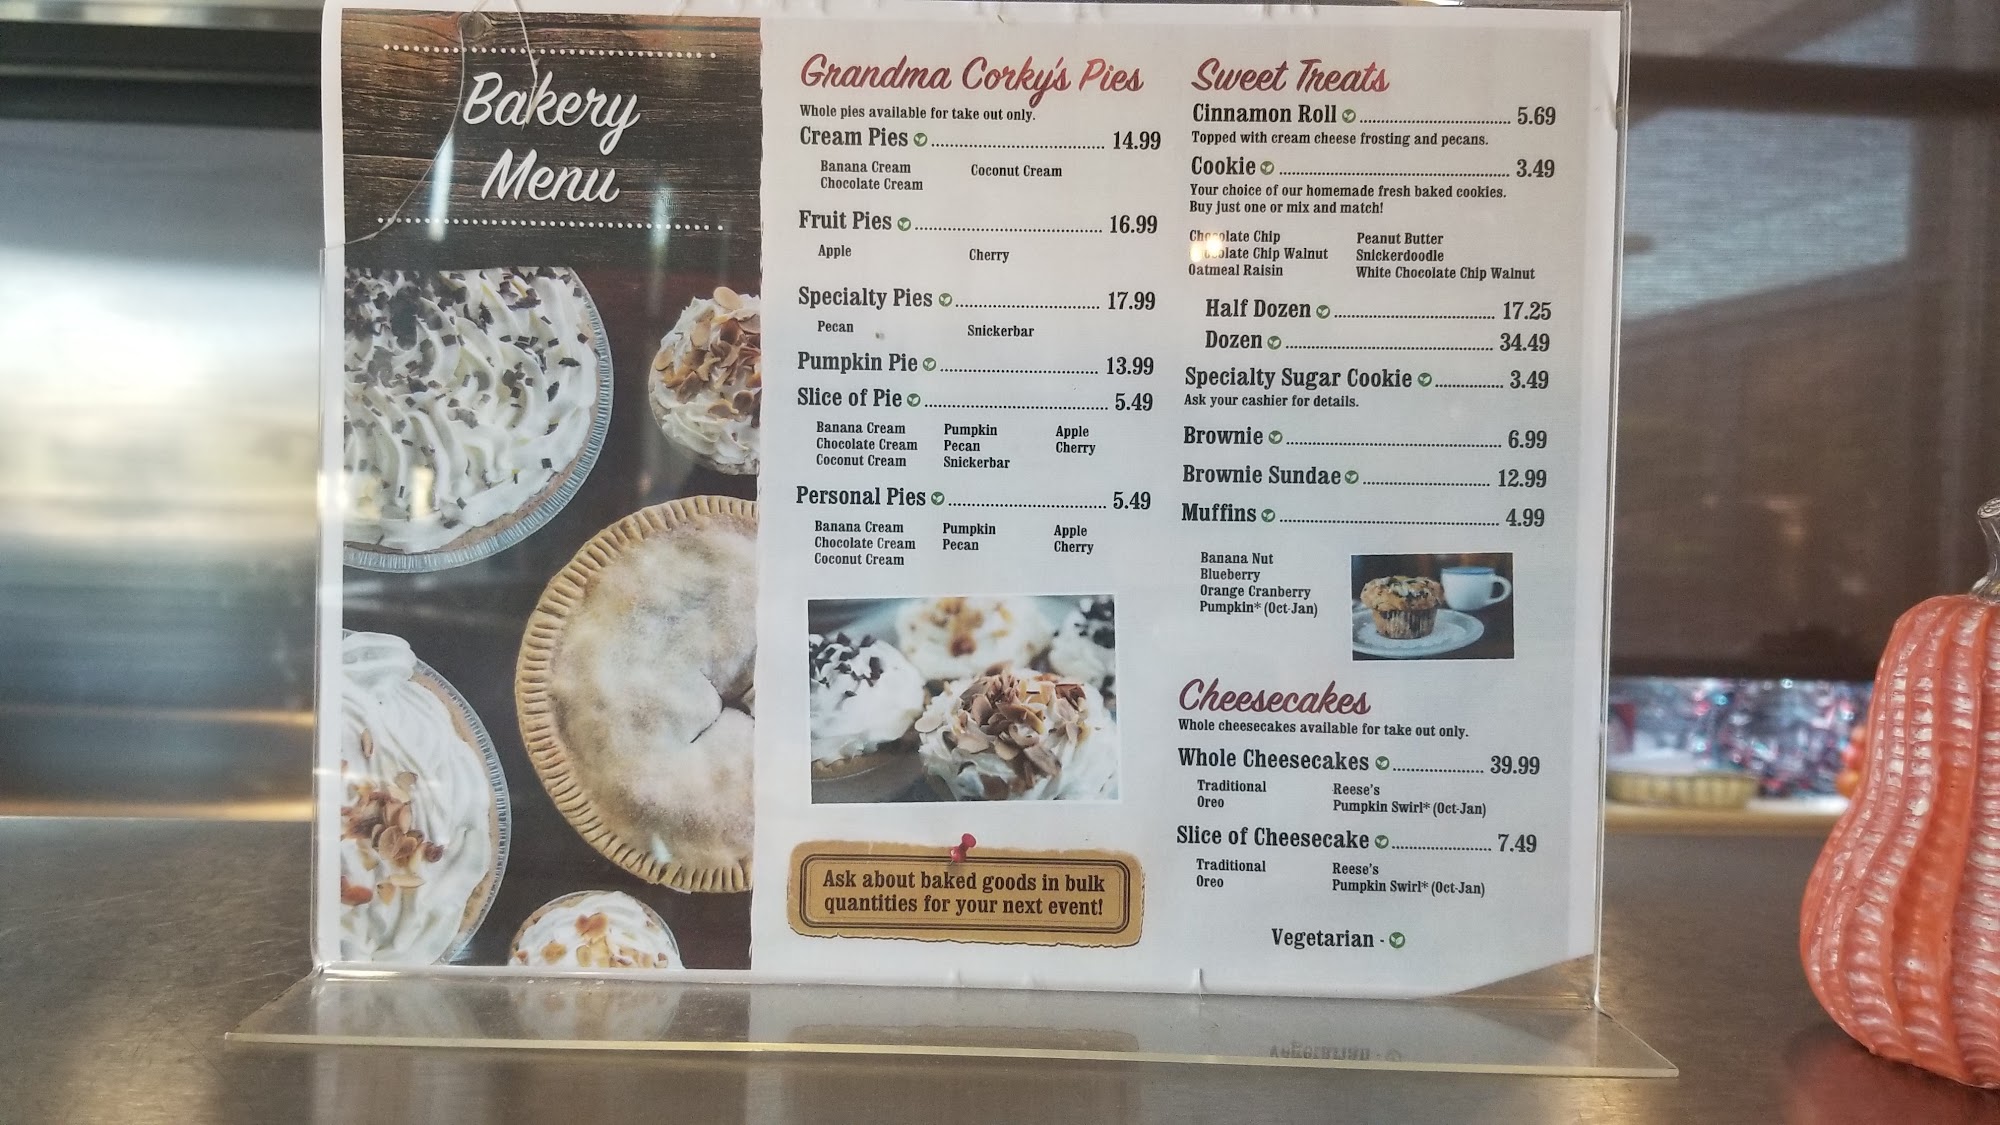 Bakery
Menu
Grandma Corky's Pies
Whole pies available for take out only.
Cream Pies ........ 14.99
Banana Cream Coconut Cream
Chocolate Cream
Fruit Pies ........ 16.99
Apple Cherry
Specialty Pies ........ 17.99
Pecan Snickerbar
Pumpkin Pie ........ 13.99
Slice of Pie ........ 5.49
Banana Cream Pumpkin Apple
Chocolate Cream Pecan Cherry
Coconut Cream Snickerbar
Personal Pies ........ 5.49
Banana Cream Pumpkin Apple
Chocolate Cream Pecan Cherry
Coconut Cream
Ask about baked goods in bulk
quantities for your next event!
Sweet Treats
Cinnamon Roll ........ 5.69
Topped with cream cheese frosting and pecans.
Cookie ........ 3.49
Your choice of our homemade fresh baked cookies.
Buy just one or mix and match!
Chocolate Chip Peanut Butter
Chocolate Chip Walnut Snickerdoodle
Oatmeal Raisin White Chocolate Chip Walnut
Half Dozen ........ 17.25
Dozen ........ 34.49
Specialty Sugar Cookie ........ 3.49
Ask your cashier for details.
Brownie ........ 6.99
Brownie Sundae ........ 12.99
Muffins ........ 4.99
Banana Nut
Blueberry
Orange Cranberry
Pumpkin* (Oct-Jan)
Cheesecakes
Whole cheesecakes available for take out only.
Whole Cheesecakes ........ 39.99
Traditional Reese's
Oreo Pumpkin Swirl* (Oct-Jan)
Slice of Cheesecake ........ 7.49
Traditional Reese's
Oreo Pumpkin Swirl* (Oct-Jan)
Vegetarian -